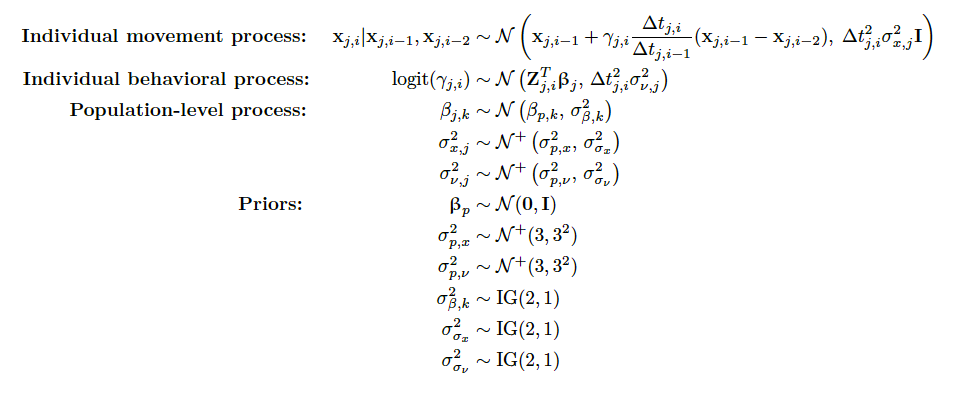 Individual movement process: x_{j,i}|x_{j,i−1}, x_{j,i−2} ∼ 𝒩(x_{j,i−1} + γ_{j,i} \frac{Δt_{j,i}}{Δt_{j,i−1}}(x_{j,i−1} − x_{j,i−2}), Δt²_{j,i}σ²_{x,j}I)
Individual behavioral process: logit(γ_{j,i}) ∼ 𝒩(Z^T_{j,i}β_j, Δt²_{j,i}σ²_{ν,j})
Population-level process: β_{j,k} ∼ 𝒩(β_{p,k}, σ²_{β,k})
σ²_{x,j} ∼ 𝒩⁺(σ²_{p,x}, σ²_{σ_x})
σ²_{ν,j} ∼ 𝒩⁺(σ²_{p,ν}, σ²_{σ_ν})
Priors: β_p ∼ 𝒩(0, I)
σ²_{p,x} ∼ 𝒩⁺(3, 3²)
σ²_{p,ν} ∼ 𝒩⁺(3, 3²)
σ²_{β,k} ∼ IG(2, 1)
σ²_{σ_x} ∼ IG(2, 1)
σ²_{σ_ν} ∼ IG(2, 1)